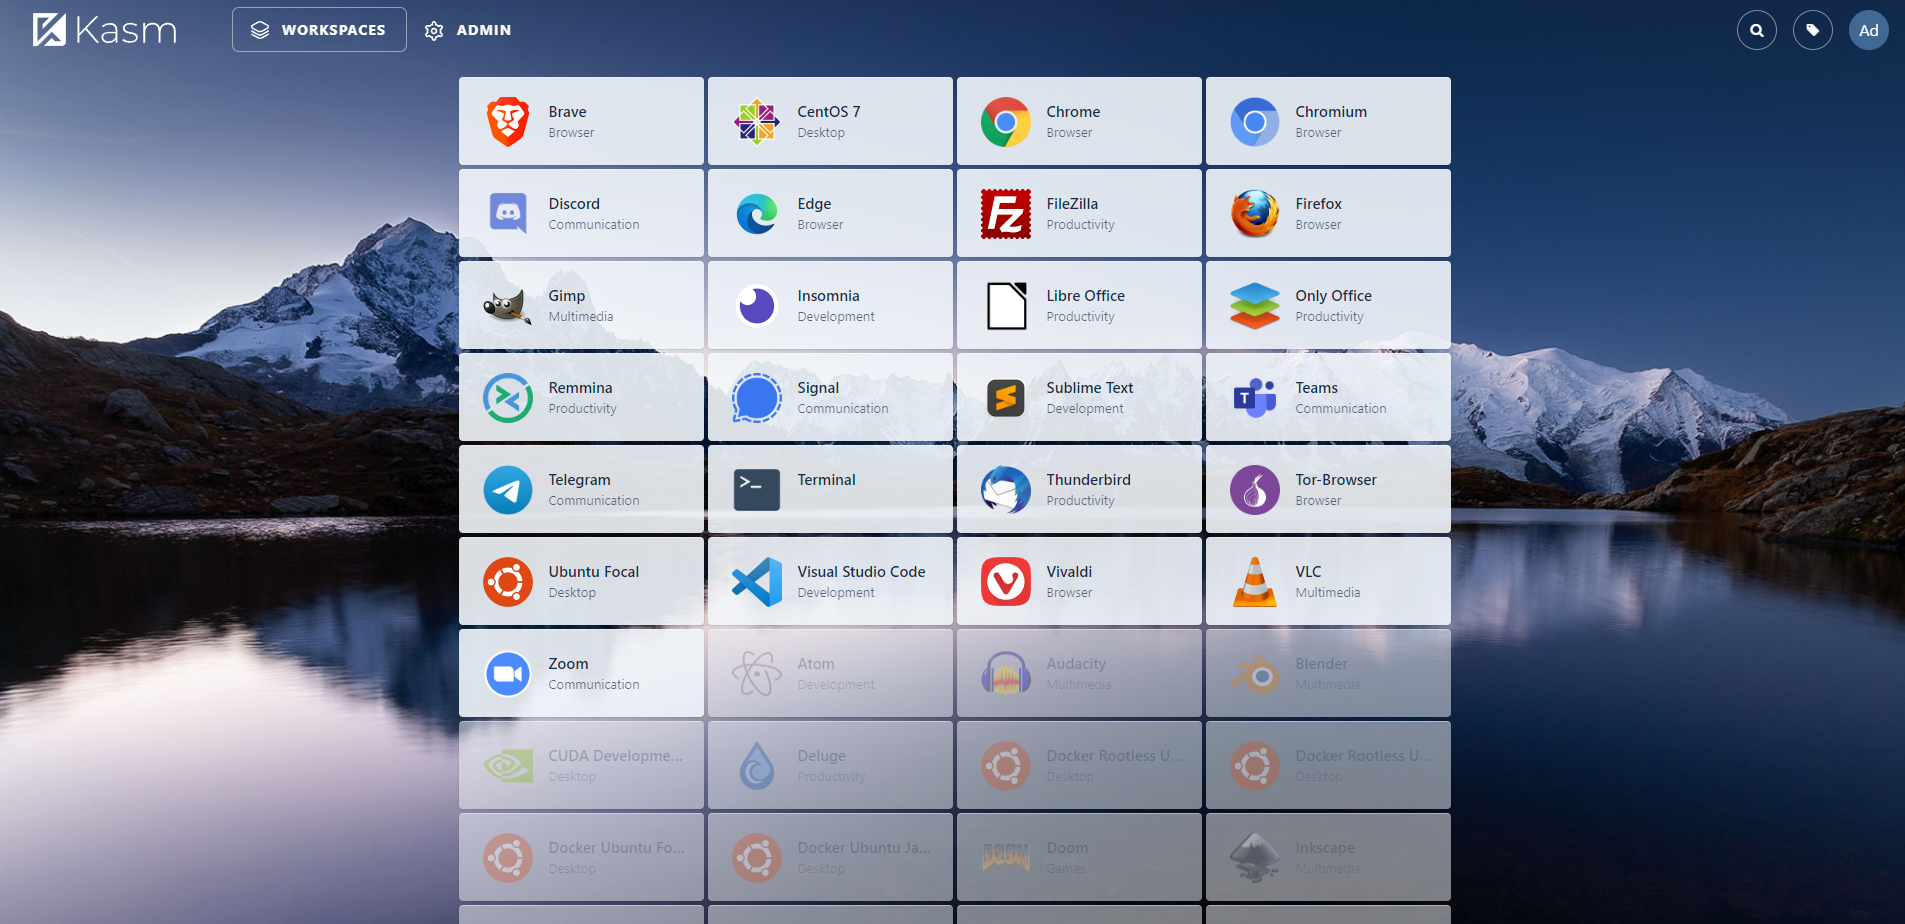 Kasm
WORKSPACES
ADMIN
Ad
Brave
Browser
CentOS 7
Desktop
Chrome
Browser
Chromium
Browser
Discord
Communication
Edge
Browser
FileZilla
Productivity
Firefox
Browser
Gimp
Multimedia
Insomnia
Development
Libre Office
Productivity
Only Office
Productivity
Remmina
Productivity
Signal
Communication
Sublime Text
Development
Teams
Communication
Telegram
Communication
Terminal
Thunderbird
Productivity
Tor-Browser
Browser
Ubuntu Focal
Desktop
Visual Studio Code
Development
Vivaldi
Browser
VLC
Multimedia
Zoom
Communication
Atom
Development
Audacity
Multimedia
Blender
Multimedia
CUDA Developme...
Desktop
Deluge
Productivity
Docker Rootless U...
Desktop
Docker Rootless U...
Desktop
Docker Ubuntu Fo...
Desktop
Docker Ubuntu Ja...
Desktop
Doom
Games
Inkscape
Multimedia